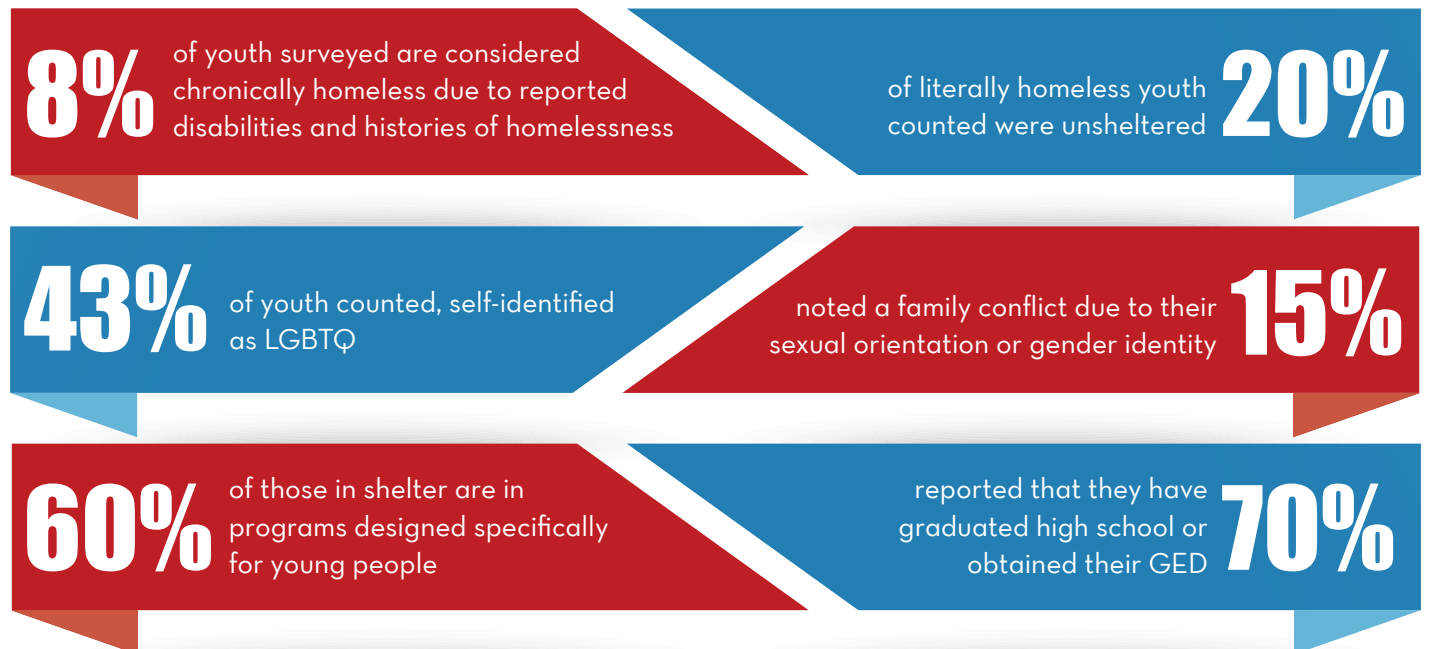 8%
of youth surveyed are considered
chronically homeless due to reported
disabilities and histories of homelessness
of literally homeless youth
counted were unsheltered
20%
43%
of youth counted, self-identified
as LGBTQ
noted a family conflict due to their
sexual orientation or gender identity
15%
60%
of those in shelter are in
programs designed specifically
for young people
reported that they have
graduated high school or
obtained their GED
70%